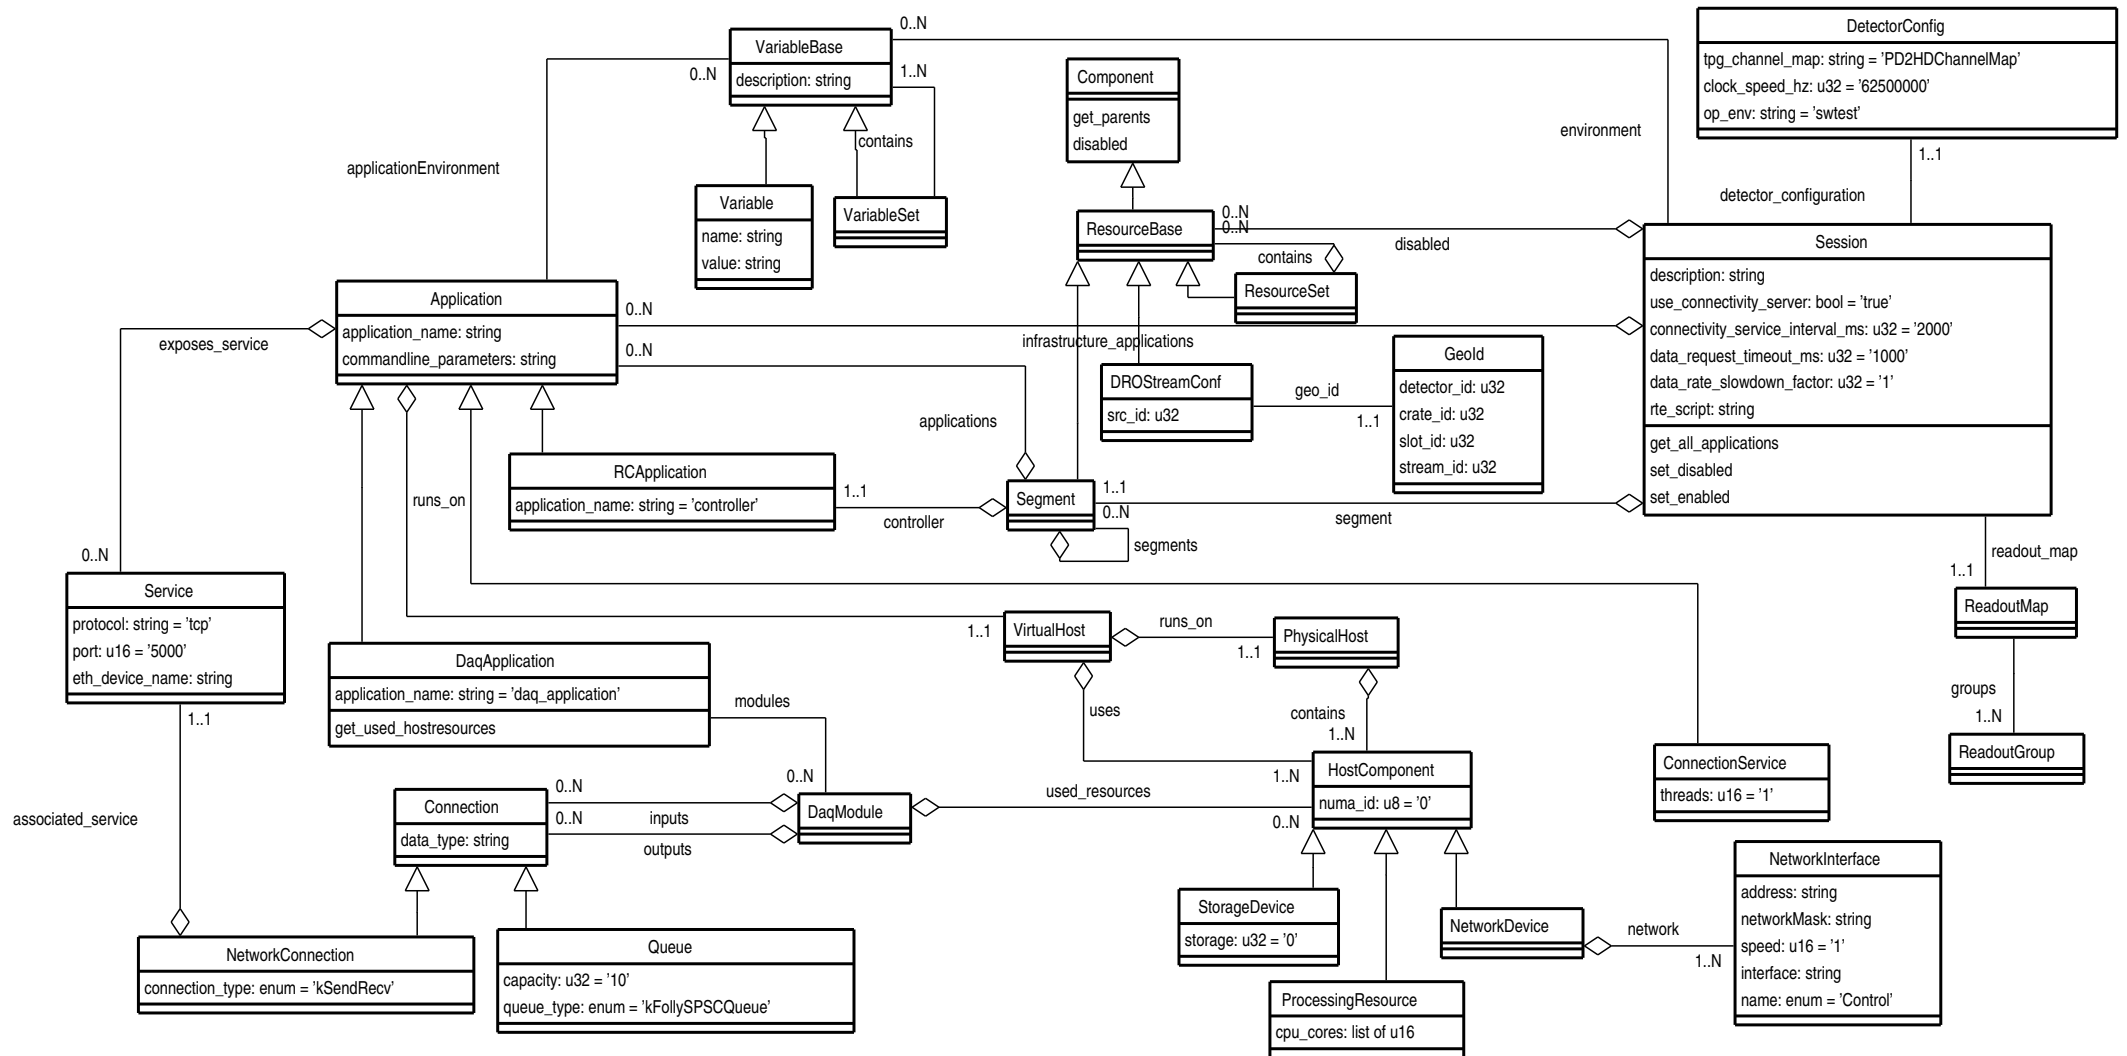 VariableBase
description: string
0..N
0..N
1..N
contains
applicationEnvironment
environment
Variable
name: string
value: string
VariableSet
Component
get_parents
disabled
ResourceBase
0..N
0..N
contains
disabled
ResourceSet
DetectorConfig
tpg_channel_map: string = 'PD2HDChannelMap'
clock_speed_hz: u32 = '62500000'
op_env: string = 'swtest'
1..1
detector_configuration
Session
description: string
use_connectivity_server: bool = 'true'
connectivity_service_interval_ms: u32 = '2000'
data_request_timeout_ms: u32 = '1000'
data_rate_slowdown_factor: u32 = '1'
rte_script: string
get_all_applications
set_disabled
set_enabled
Application
application_name: string
commandline_parameters: string
0..N
0..N
exposes_service
infrastructure_applications
applications
DROStreamConf
src_id: u32
geo_id
1..1
GeoId
detector_id: u32
crate_id: u32
slot_id: u32
stream_id: u32
RCApplication
application_name: string = 'controller'
1..1
controller
Segment
1..1
0..N
segment
segments
runs_on
readout_map
1..1
ReadoutMap
groups
1..N
ReadoutGroup
0..N
Service
protocol: string = 'tcp'
port: u16 = '5000'
eth_device_name: string
1..1
associated_service
DaqApplication
application_name: string = 'daq_application'
get_used_hostresources
modules
0..N
1..1
VirtualHost
runs_on
1..1
PhysicalHost
uses
contains
1..N
1..N
HostComponent
numa_id: u8 = '0'
0..N
used_resources
ConnectionService
threads: u16 = '1'
Connection
data_type: string
0..N
0..N
inputs
outputs
DaqModule
NetworkConnection
connection_type: enum = 'kSendRecv'
Queue
capacity: u32 = '10'
queue_type: enum = 'kFollySPSCQueue'
StorageDevice
storage: u32 = '0'
ProcessingResource
cpu_cores: list of u16
NetworkDevice
network
1..N
NetworkInterface
address: string
networkMask: string
speed: u16 = '1'
interface: string
name: enum = 'Control'